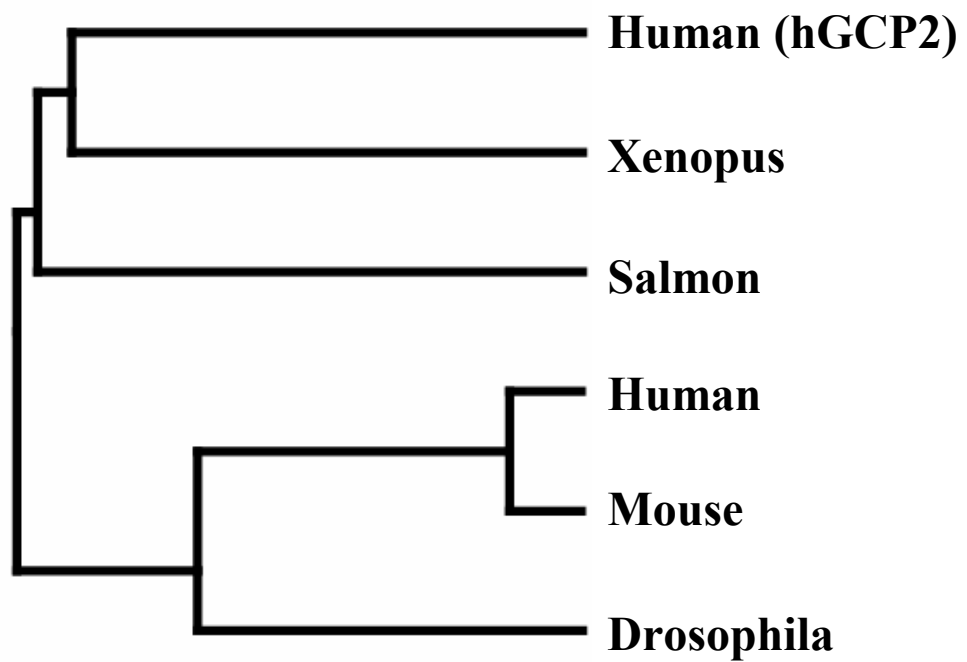 Human (hGCP2)
Xenopus
Salmon
Human
Mouse
Drosophila